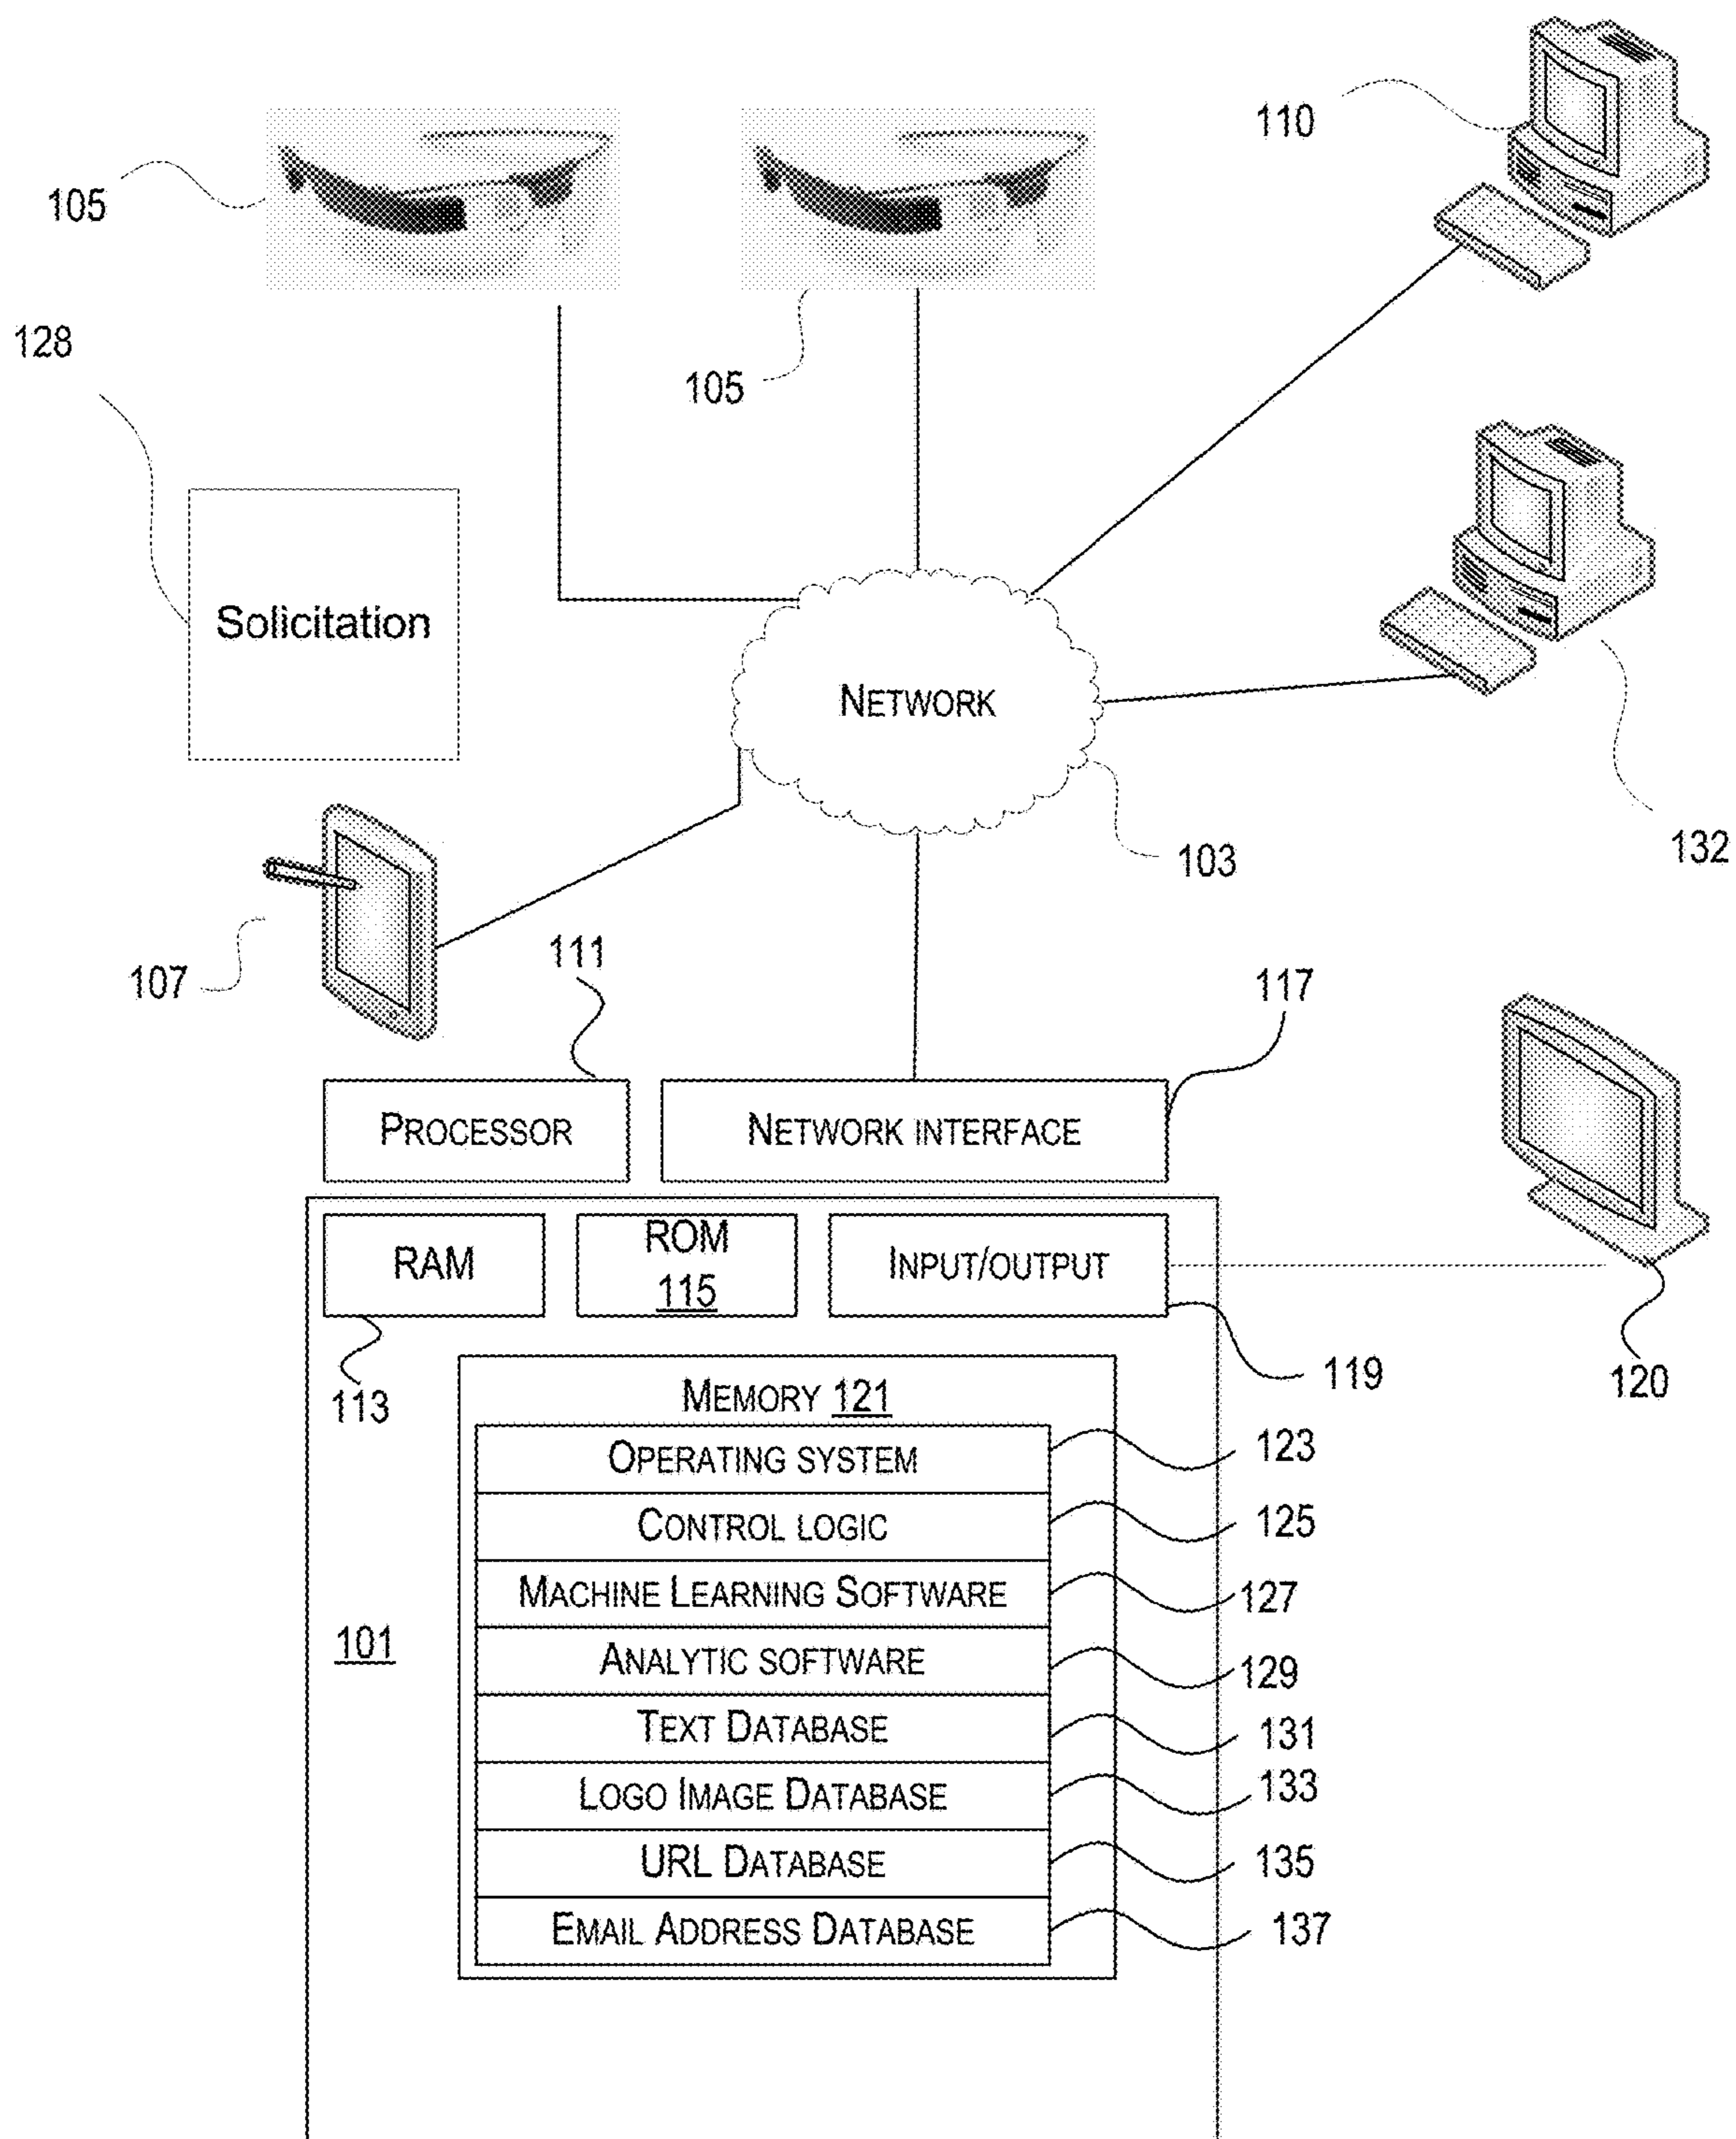 110
105
128
105
Solicitation
NETWORK
103
132
107
111
117
PROCESSOR
NETWORK INTERFACE
RAM
ROM
115
INPUT/OUTPUT
113
119
120
MEMORY 121
OPERATING SYSTEM
123
CONTROL LOGIC
125
MACHINE LEARNING SOFTWARE
127
101
ANALYTIC SOFTWARE
129
TEXT DATABASE
131
LOGO IMAGE DATABASE
133
URL DATABASE
135
EMAIL ADDRESS DATABASE
137